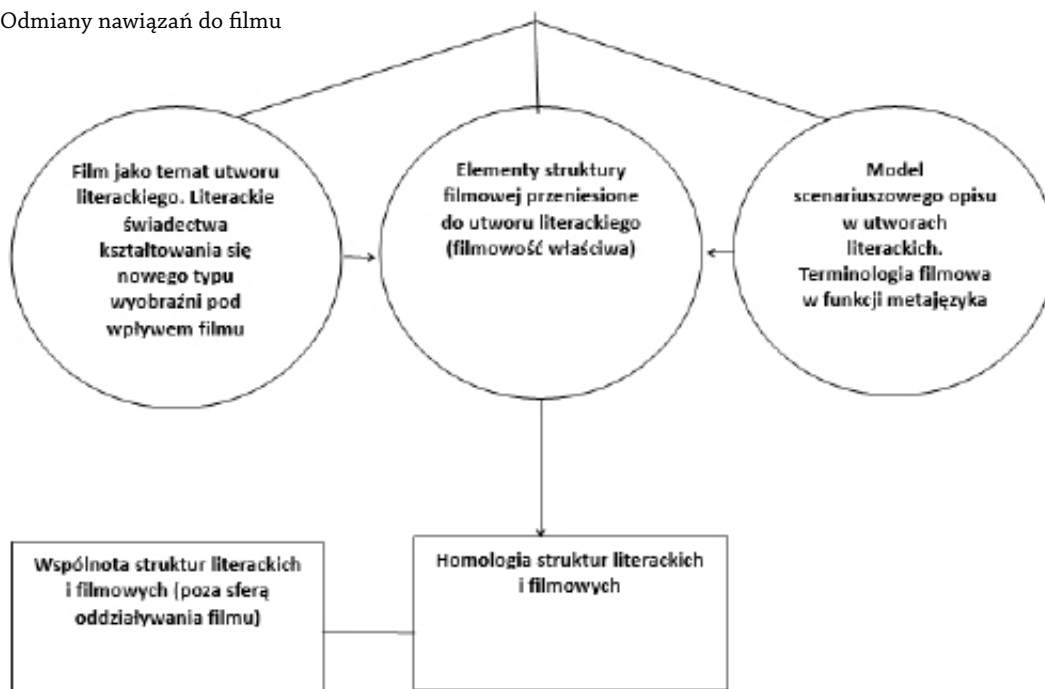 Odmiany nawiązań do filmu
Film jako temat utworu
literackiego. Literackie
świadectwa
kształtowania się
nowego typu
wyobraźni pod
wpływem filmu
Elementy struktury
filmowej przeniesione
do utworu literackiego
(filmowość właściwa)
Model
scenariuszowego opisu
w utworach
literackich.
Terminologia filmowa
w funkcji metajęzyka
Wspólnota struktur literackich
i filmowych (poza sferą
oddziaływania filmu)
Homologia struktur literackich
i filmowych